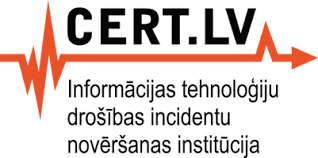 CERT.LV
Informācijas tehnoloģiju
drošības incidentu
novēršanas institūcija